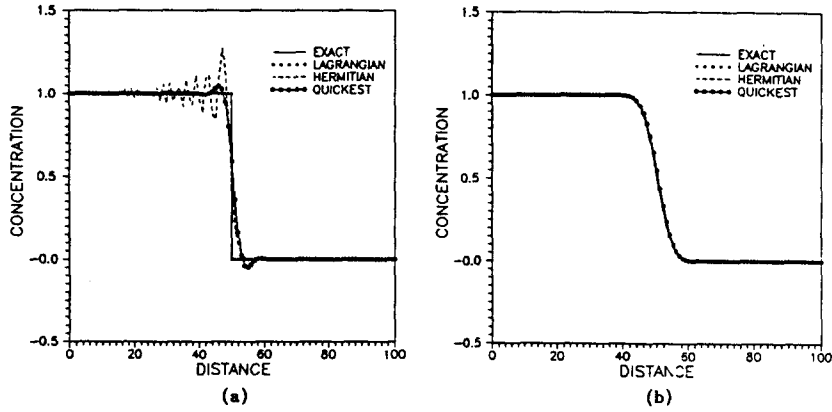 1.5
1.0
0.5
−0.0
−0.5
CONCENTRATION
EXACT
LAGRANGIAN
HERMITIAN
QUICKEST
0 20 40 60 80 100
DISTANCE
(a)
1.5
1.0
0.5
−0.0
−0.5
CONCENTRATION
EXACT
LAGRANGIAN
HERMITIAN
QUICKEST
0 20 40 60 80 100
DISTANCE
(b)